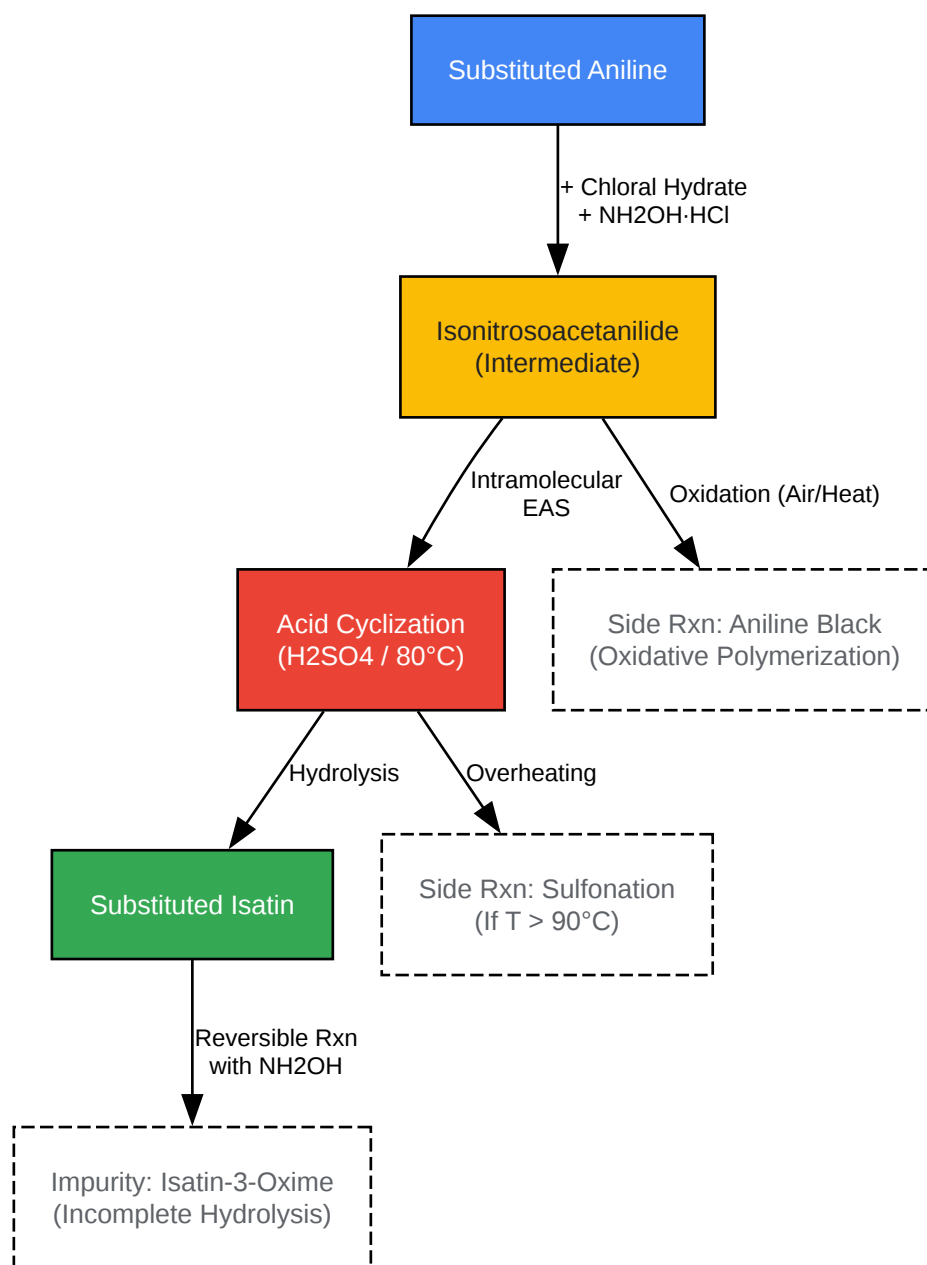 Substituted Aniline
+ Chloral Hydrate
+ NH2OH·HCl
Isonitrosoacetanilide
(Intermediate)
Intramolecular
EAS
Oxidation (Air/Heat)
Acid Cyclization
(H2SO4 / 80°C)
Side Rxn: Aniline Black
(Oxidative Polymerization)
Hydrolysis
Overheating
Substituted Isatin
Side Rxn: Sulfonation
(If T > 90°C)
Reversible Rxn
with NH2OH
Impurity: Isatin-3-Oxime
(Incomplete Hydrolysis)